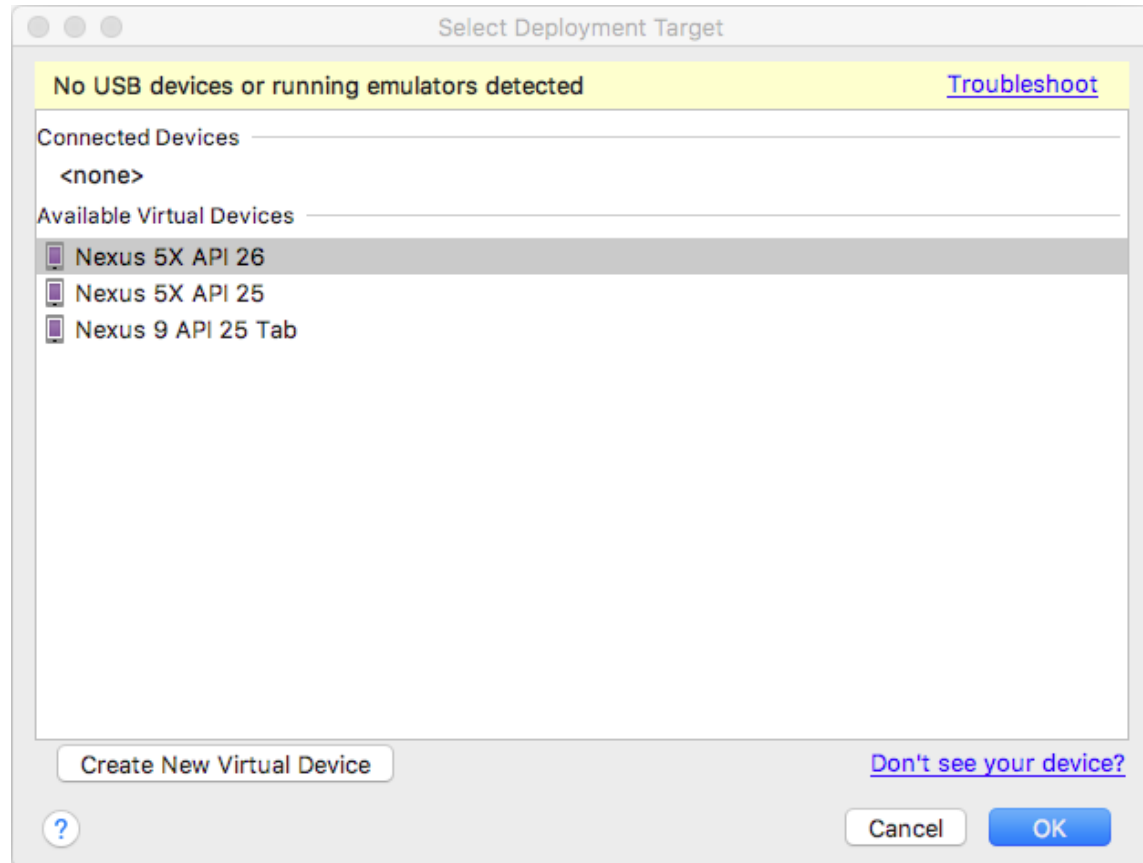 Select Deployment Target
No USB devices or running emulators detected Troubleshoot
Connected Devices
<none>
Available Virtual Devices
Nexus 5X API 26
Nexus 5X API 25
Nexus 9 API 25 Tab
Create New Virtual Device Don't see your device?
? Cancel OK